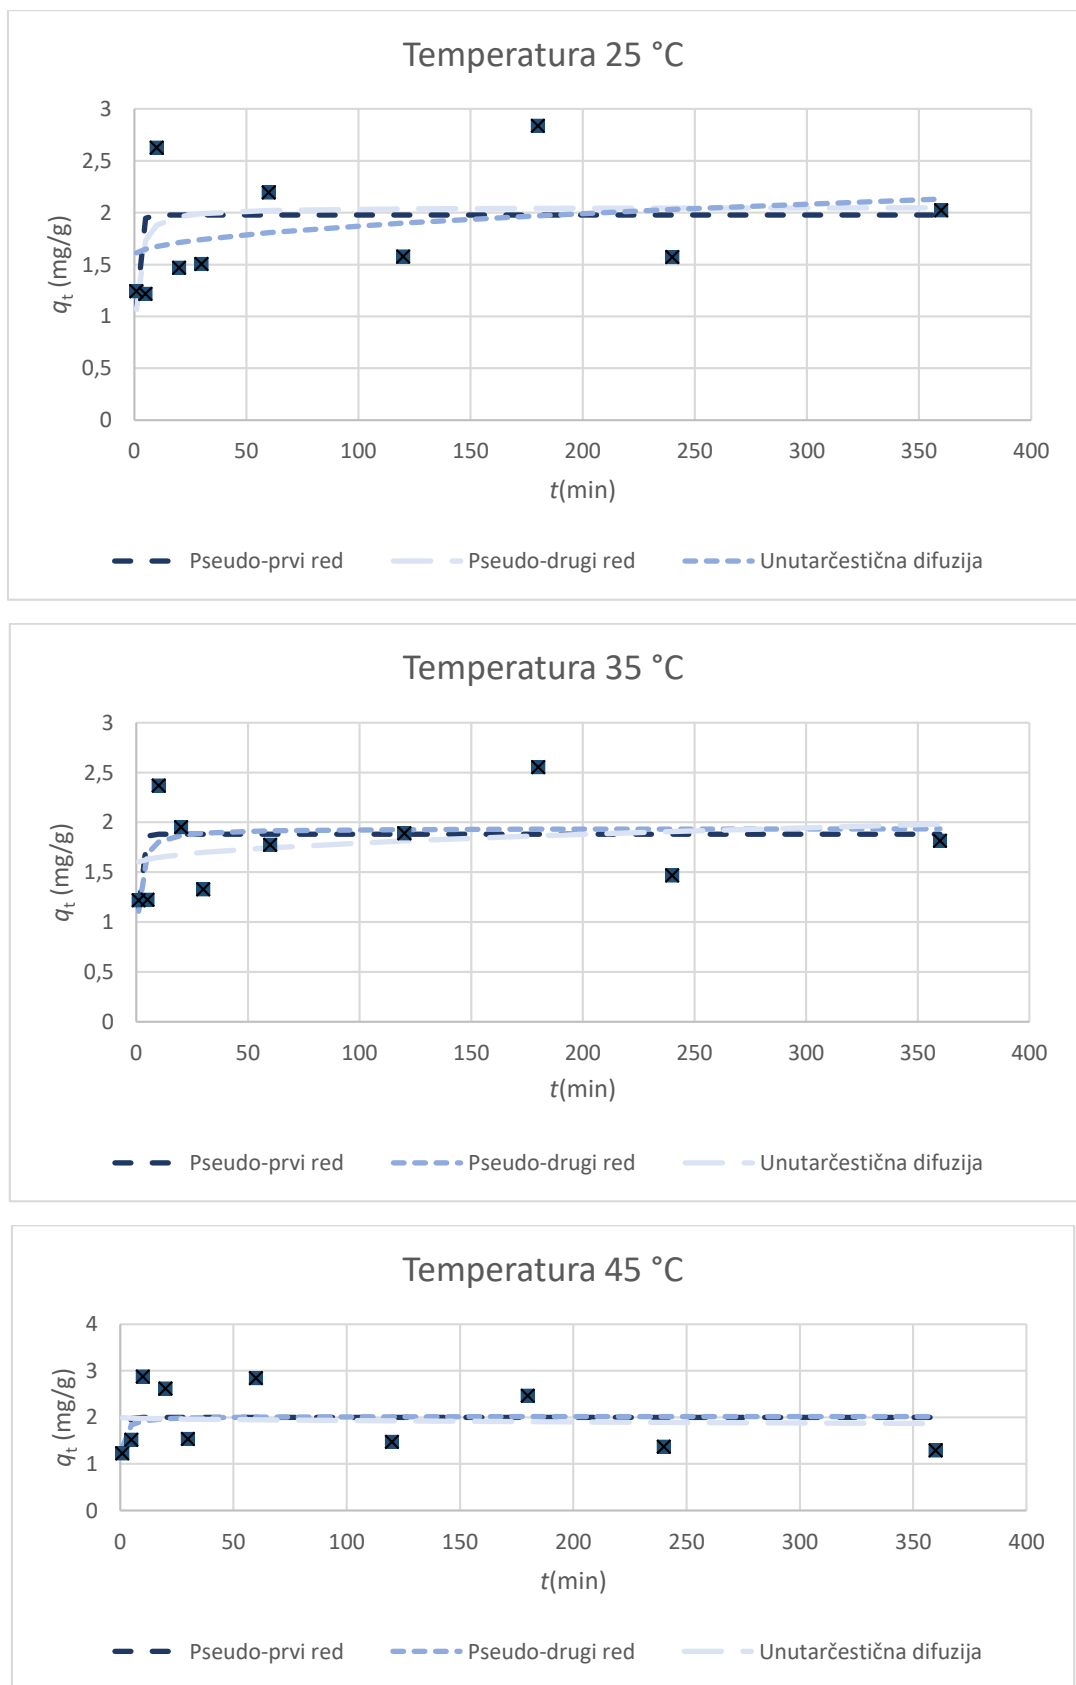 Temperatura 25 °C
3
2,5
2
1,5
1
0,5
0
qt (mg/g)
0 50 100 150 200 250 300 350 400
t(min)
Pseudo-prvi red Pseudo-drugi red Unutarčestična difuzija
Temperatura 35 °C
3
2,5
2
1,5
1
0,5
0
qt (mg/g)
0 50 100 150 200 250 300 350 400
t(min)
Pseudo-prvi red Pseudo-drugi red Unutarčestična difuzija
Temperatura 45 °C
4
3
2
1
0
qt (mg/g)
0 50 100 150 200 250 300 350 400
t(min)
Pseudo-prvi red Pseudo-drugi red Unutarčestična difuzija